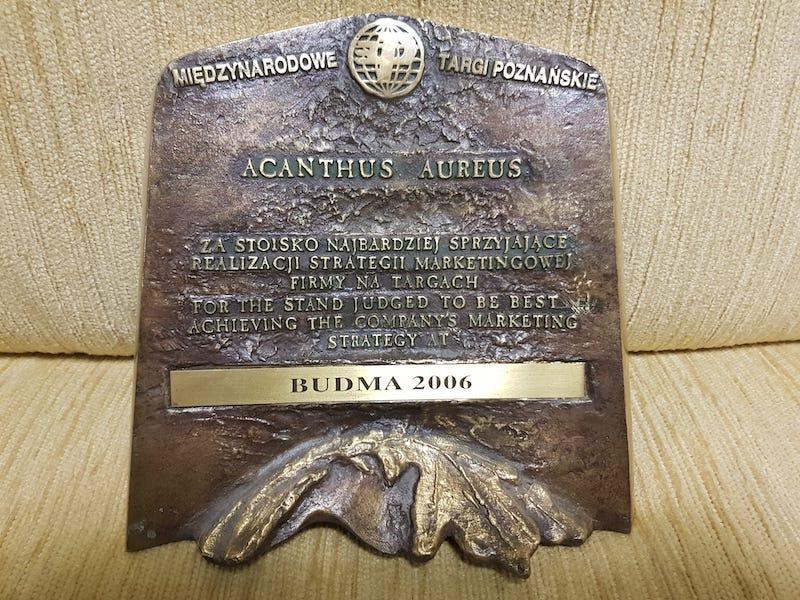 MIĘDZYNARODOWE TARGI POZNAŃSKIE
ACANTHUS AUREUS
ZA STOISKO NAJBARDZIEJ SPRZYJAJĄCE
REALIZACJI STRATEGII MARKETINGOWEJ
FIRMY NA TARGACH
FOR THE STAND JUDGED TO BE BEST
ACHIEVING THE COMPANY'S MARKETING
STRATEGY AT
BUDMA 2006